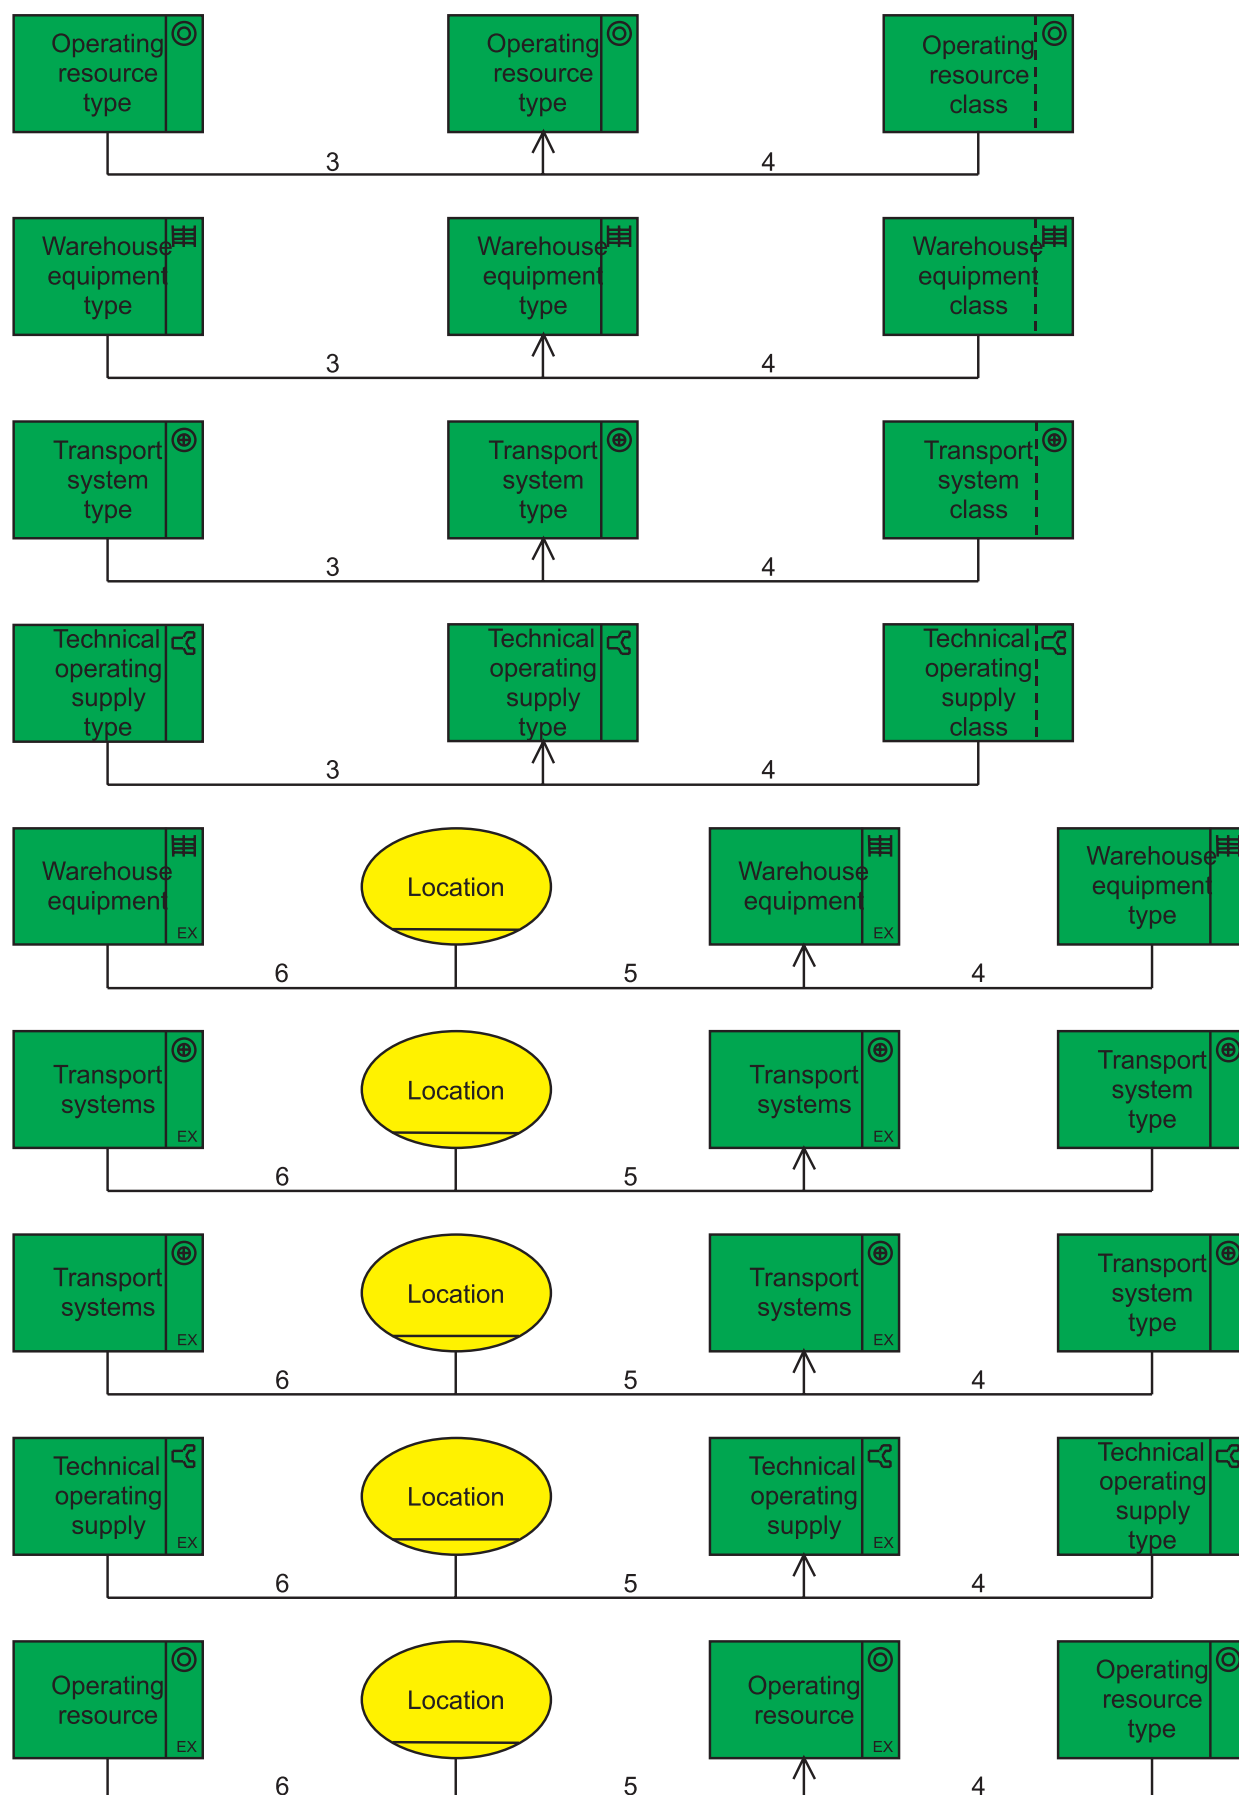 Operating
resource
type
Operating
resource
type
Operating
resource
class
3
4
Warehouse
equipment
type
Warehouse
equipment
type
Warehouse
equipment
class
3
4
Transport
system
type
Transport
system
type
Transport
system
class
3
4
Technical
operating
supply
type
Technical
operating
supply
type
Technical
operating
supply
class
3
4
Warehouse
equipment
EX
Location
Warehouse
equipment
EX
Warehouse
equipment
type
6
5
4
Transport
systems
EX
Location
Transport
systems
EX
Transport
system
type
6
5
Transport
systems
EX
Location
Transport
systems
EX
Transport
system
type
6
5
4
Technical
operating
supply
EX
Location
Technical
operating
supply
EX
Technical
operating
supply
type
6
5
4
Operating
resource
EX
Location
Operating
resource
EX
Operating
resource
type
6
5
4